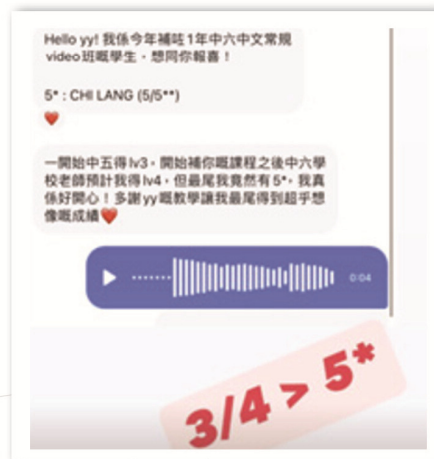 Hello yy! 我係今年補咗1年中六中文常規
video班嘅學生，想同你報喜！
5* : CHI LANG (5/5**)
一開始中五得lv3，開始補你嘅課程之後中六學
校老師預計我得lv4，但最尾我竟然有5*，我真
係好開心！多謝yy嘅教學讓我最尾得到超乎想
像嘅成績
0:04
3/4 > 5*